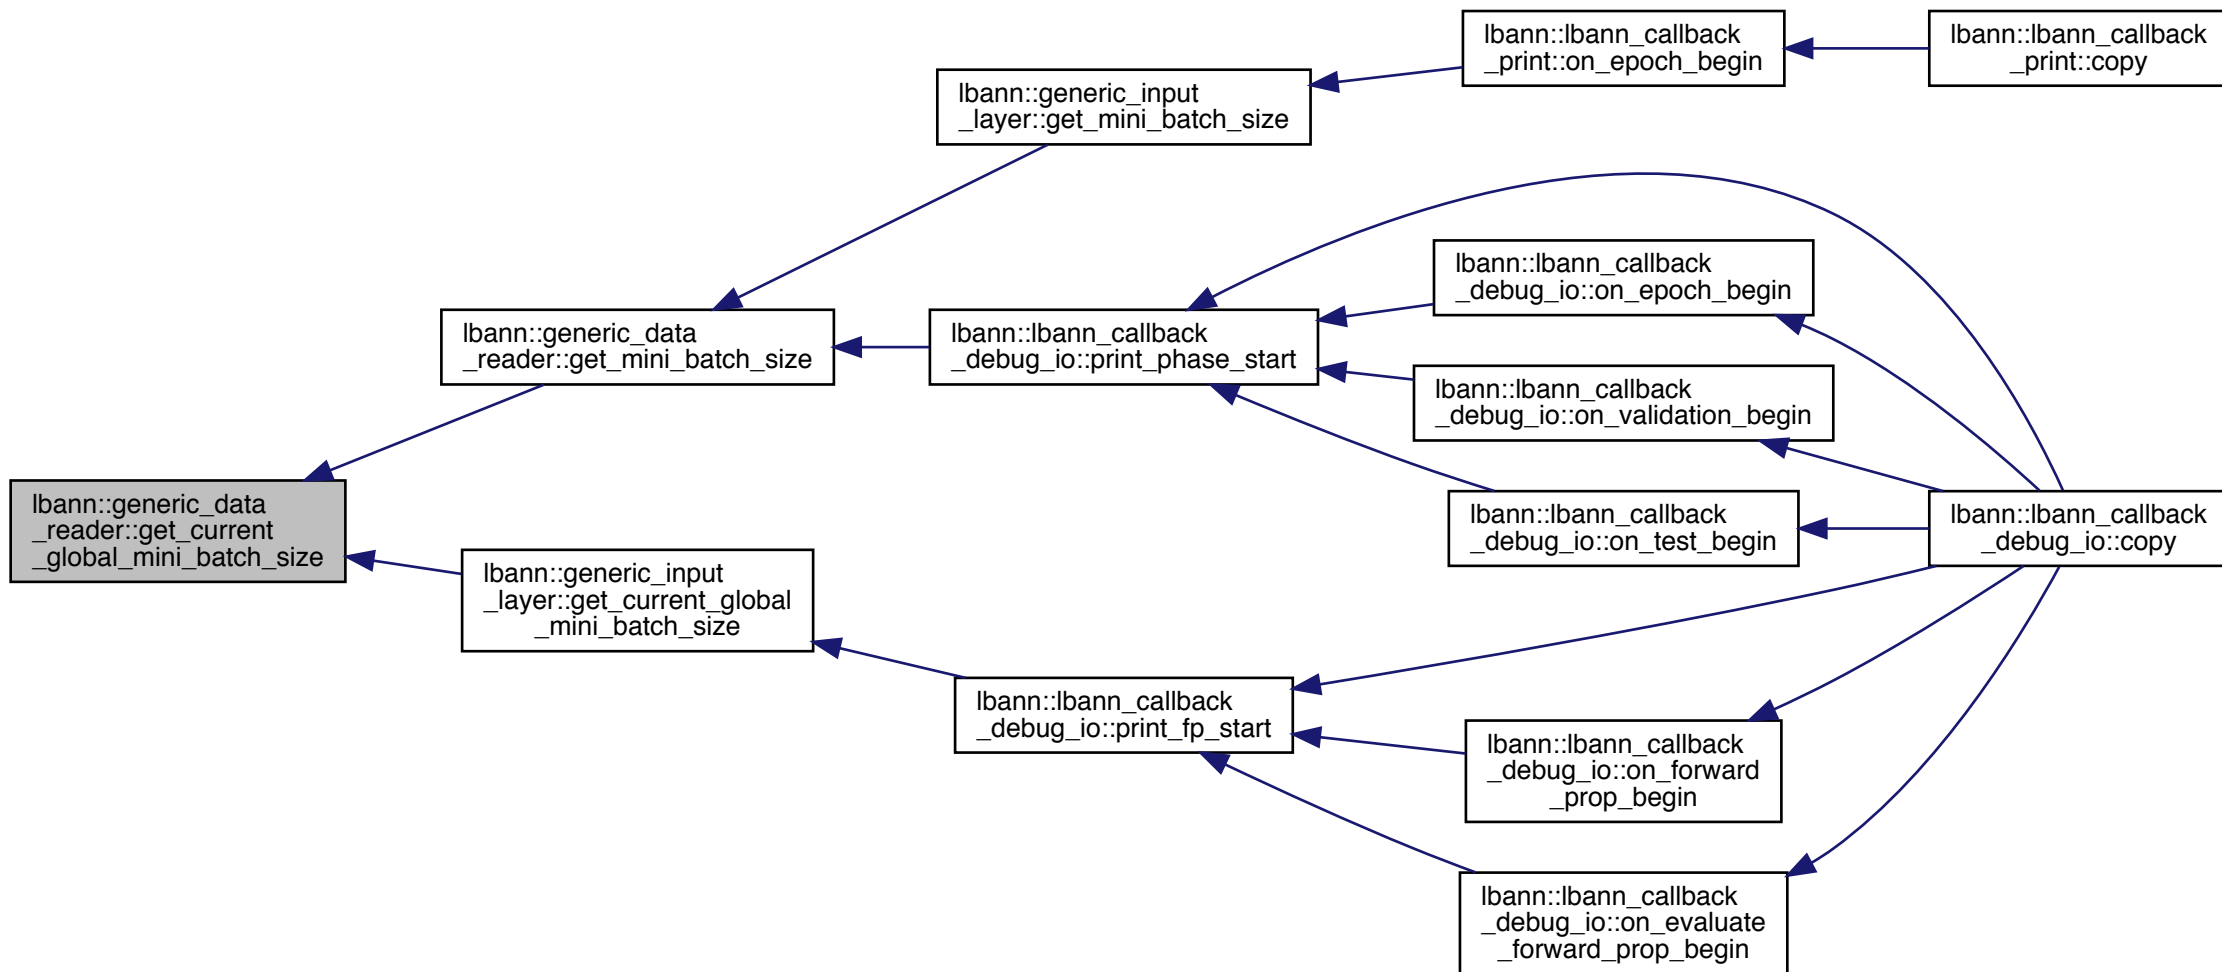 lbann::generic_data
_reader::get_current
_global_mini_batch_size
lbann::generic_data
_reader::get_mini_batch_size
lbann::generic_input
_layer::get_mini_batch_size
lbann::lbann_callback
_print::on_epoch_begin
lbann::lbann_callback
_print::copy
lbann::lbann_callback
_debug_io::print_phase_start
lbann::lbann_callback
_debug_io::on_epoch_begin
lbann::lbann_callback
_debug_io::on_validation_begin
lbann::lbann_callback
_debug_io::on_test_begin
lbann::lbann_callback
_debug_io::copy
lbann::generic_input
_layer::get_current_global
_mini_batch_size
lbann::lbann_callback
_debug_io::print_fp_start
lbann::lbann_callback
_debug_io::on_forward
_prop_begin
lbann::lbann_callback
_debug_io::on_evaluate
_forward_prop_begin